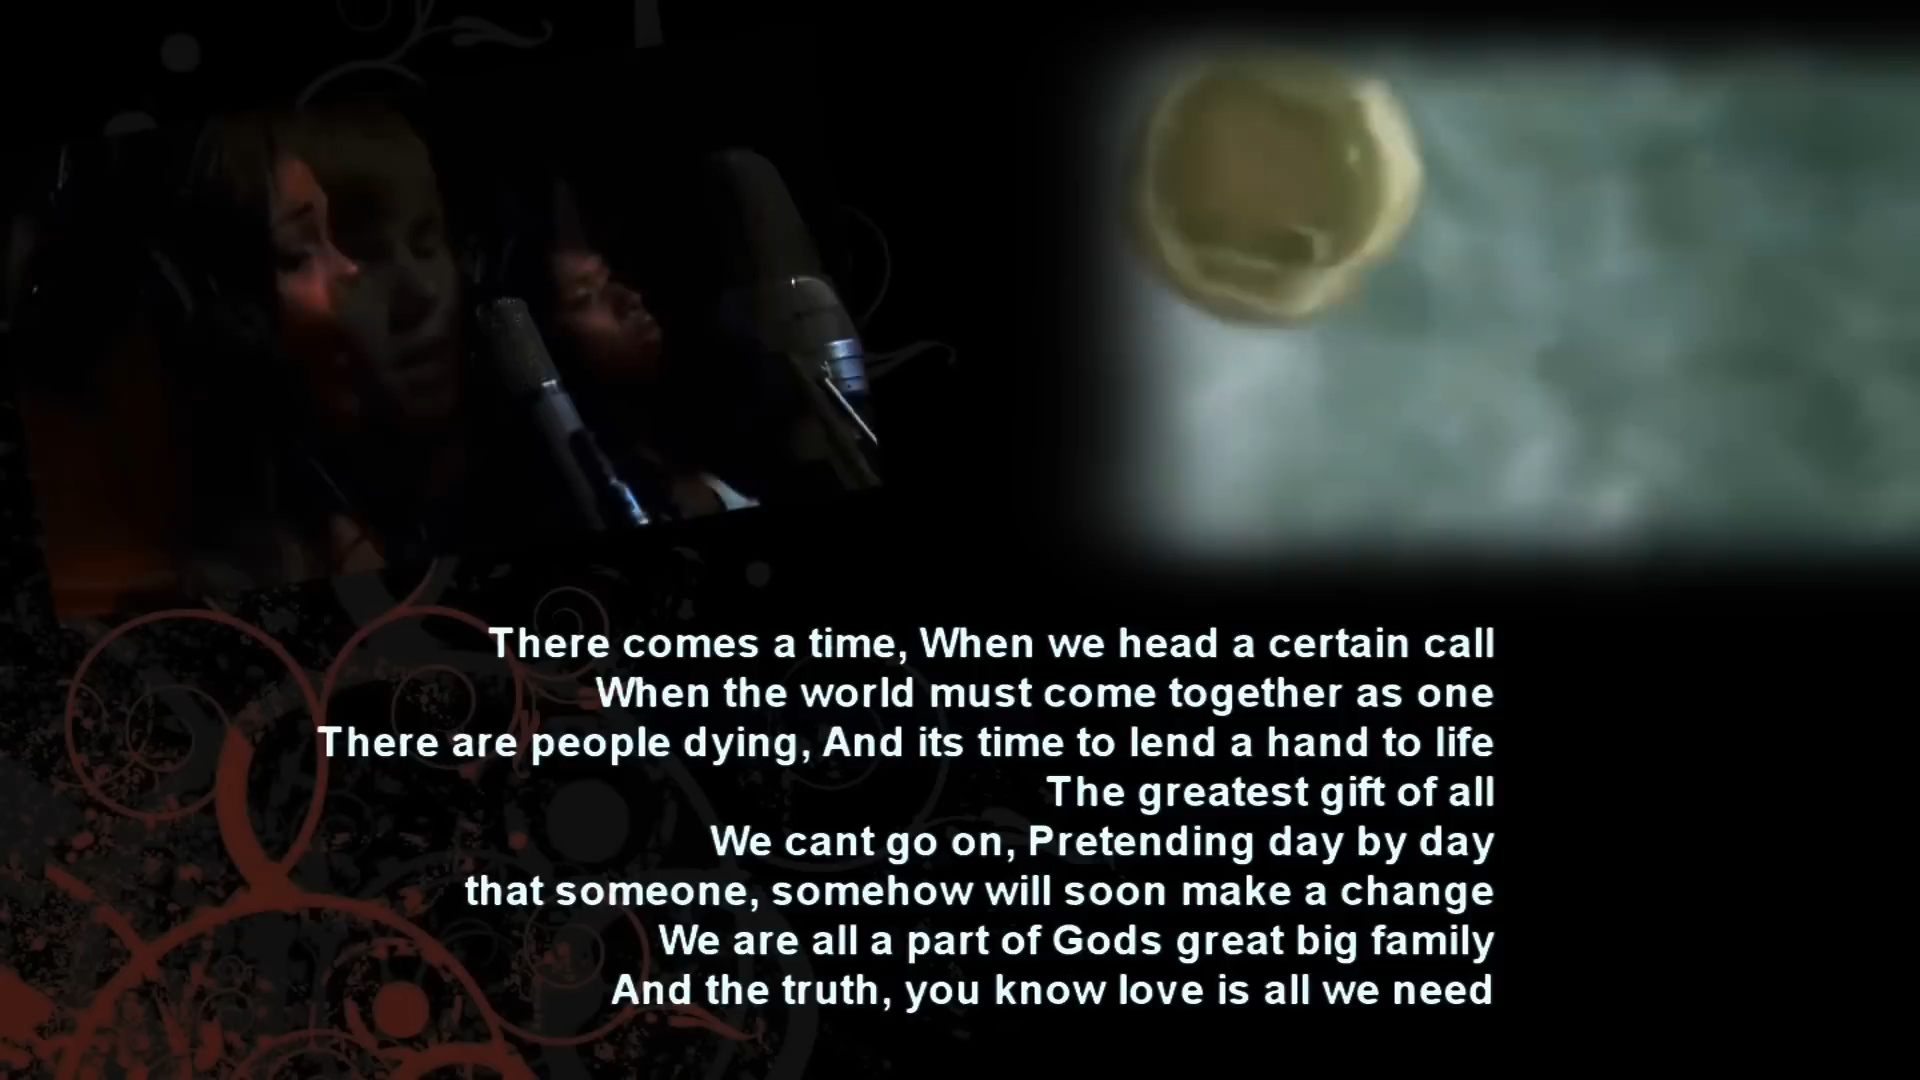 There comes a time, When we head a certain call
When the world must come together as one
There are people dying, And its time to lend a hand to life
The greatest gift of all
We cant go on, Pretending day by day
that someone, somehow will soon make a change
We are all a part of Gods great big family
And the truth, you know love is all we need